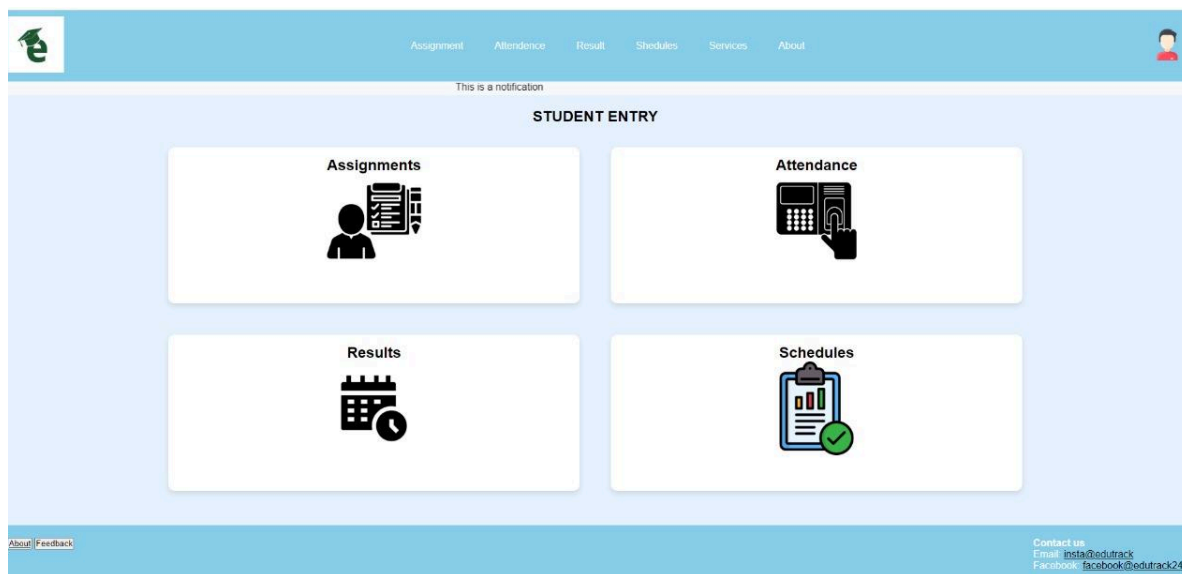 e
Assignment Attendence Result Shedules Services About
This is a notification
STUDENT ENTRY
Assignments
Attendance
Results
Schedules
About Feedback
Contact us
Email: insta@edutrack
Facebook: facebook@edutrack24